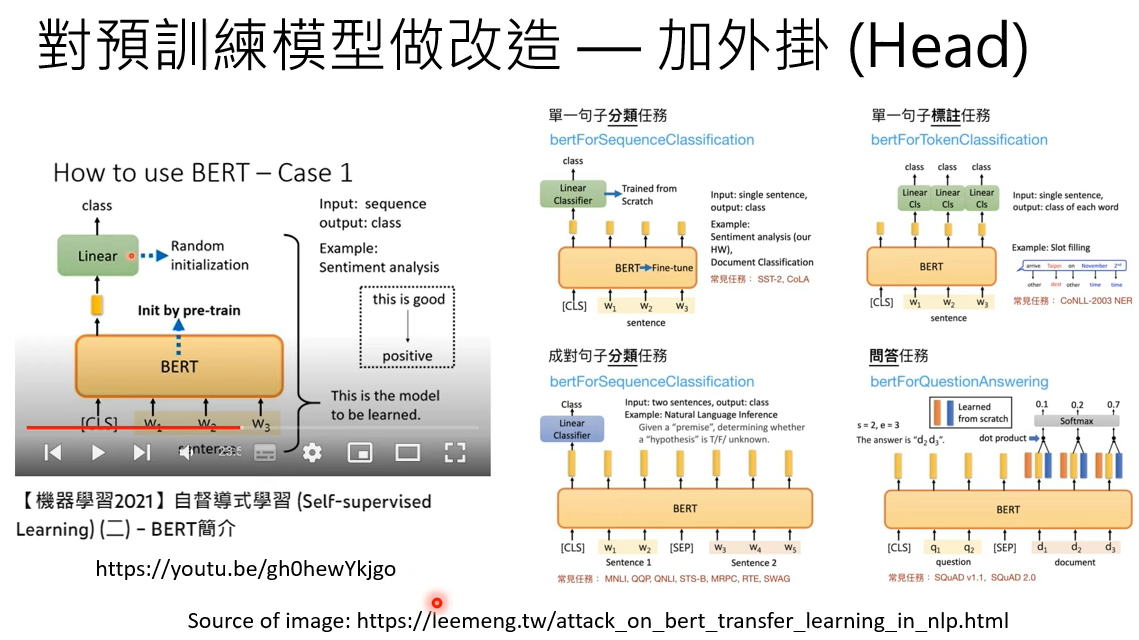 對預訓練模型做改造 — 加外掛 (Head)
How to use BERT – Case 1
class
Linear
Random
initialization
Init by pre-train
BERT
[CLS]
w1
w2
w3
sentence
Input: sequence
output: class
Example:
Sentiment analysis
this is good
positive
This is the model
to be learned.
【機器學習2021】自督導式學習 (Self-supervised
Learning) (二) – BERT簡介
https://youtu.be/gh0hewYkjgo
單一句子分類任務
bertForSequenceClassification
class
Linear
Classifier
Trained from
Scratch
BERT
Fine-tune
[CLS]
w1
w2
w3
sentence
Input: single sentence,
output: class
Example:
Sentiment analysis (our
HW),
Document Classification
常見任務： SST-2, CoLA
單一句子標註任務
bertForTokenClassification
class class class
Linear Linear Linear
Cls Cls Cls
BERT
[CLS]
w1
w2
w3
sentence
Input: single sentence,
output: class of each word
Example: Slot filling
arrive Taipei on November 2nd
other dest other time time
常見任務： CoNLL-2003 NER
成對句子分類任務
bertForSequenceClassification
Class
Linear
Classifier
Input: two sentences, output: class
Example: Natural Language Inference
Given a “premise”, determining whether
a “hypothesis” is T/F/ unknown.
BERT
[CLS] w1 w2 [SEP] w3 w4 w5
Sentence 1 Sentence 2
常見任務： MNLI, QQP, QNLI, STS-B, MRPC, RTE, SWAG
問答任務
bertForQuestionAnswering
Learned
from scratch
s = 2, e = 3
The answer is “d2 d3”.
0.1 0.2 0.7
Softmax
dot product
BERT
[CLS] q1 q2 [SEP] d1 d2 d3
question document
常見任務： SQuAD v1.1, SQuAD 2.0
Source of image: https://leemeng.tw/attack_on_bert_transfer_learning_in_nlp.html